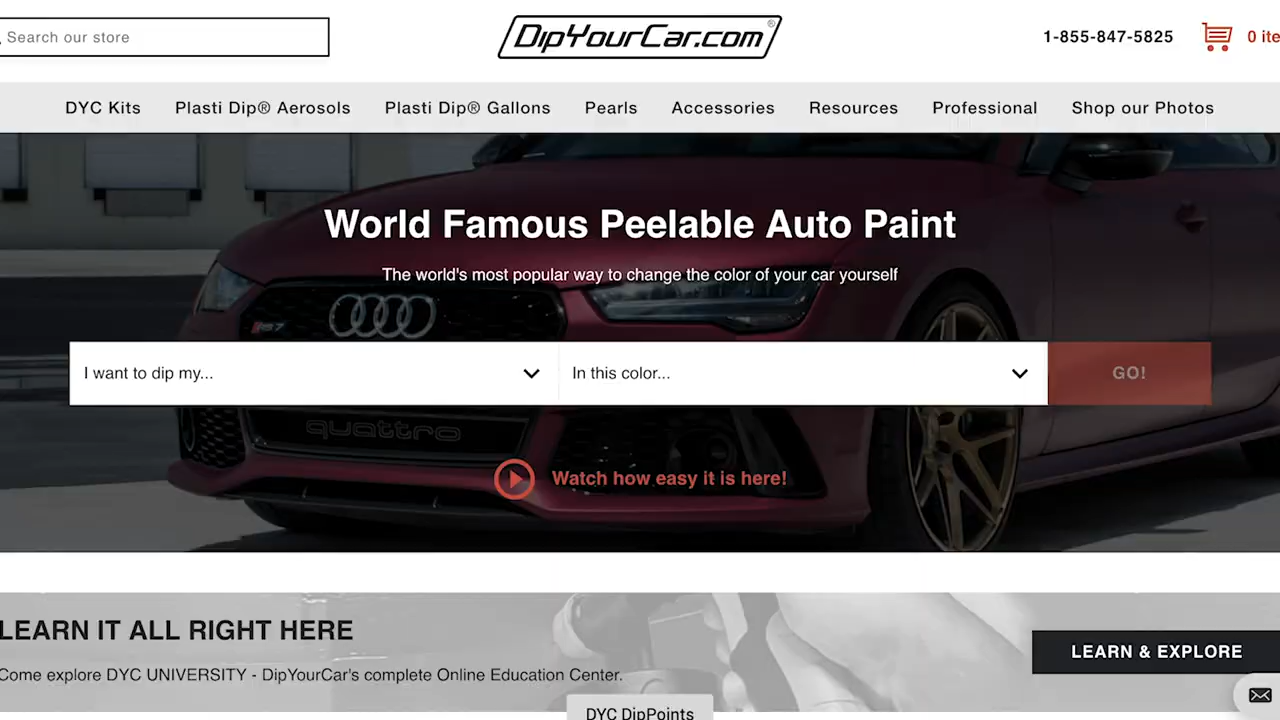 Search our store
DipYourCar.com®
1-855-847-5825
0 ite
DYC Kits
Plasti Dip® Aerosols
Plasti Dip® Gallons
Pearls
Accessories
Resources
Professional
Shop our Photos
World Famous Peelable Auto Paint
The world's most popular way to change the color of your car yourself
RS7
I want to dip my...
In this color...
GO!
quattro
Watch how easy it is here!
LEARN IT ALL RIGHT HERE
Come explore DYC UNIVERSITY - DipYourCar's complete Online Education Center.
LEARN & EXPLORE
DYC DipPoints